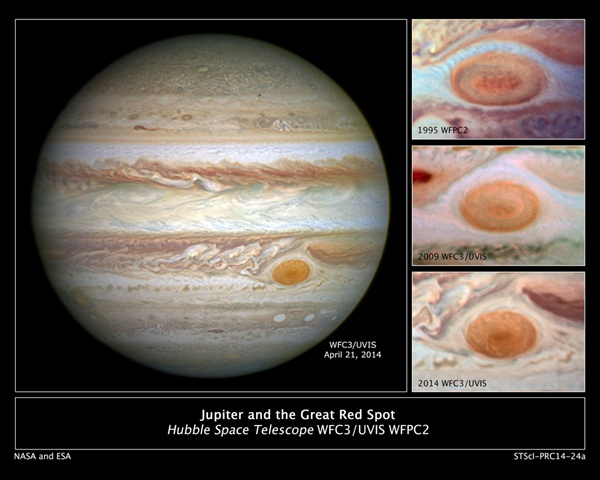 1995 WFPC2
2009 WFC3/UVIS
WFC3/UVIS
April 21, 2014
2014 WFC3/UVIS
Jupiter and the Great Red Spot
Hubble Space Telescope WFC3/UVIS WFPC2
NASA and ESA
STScI-PRC14-24a